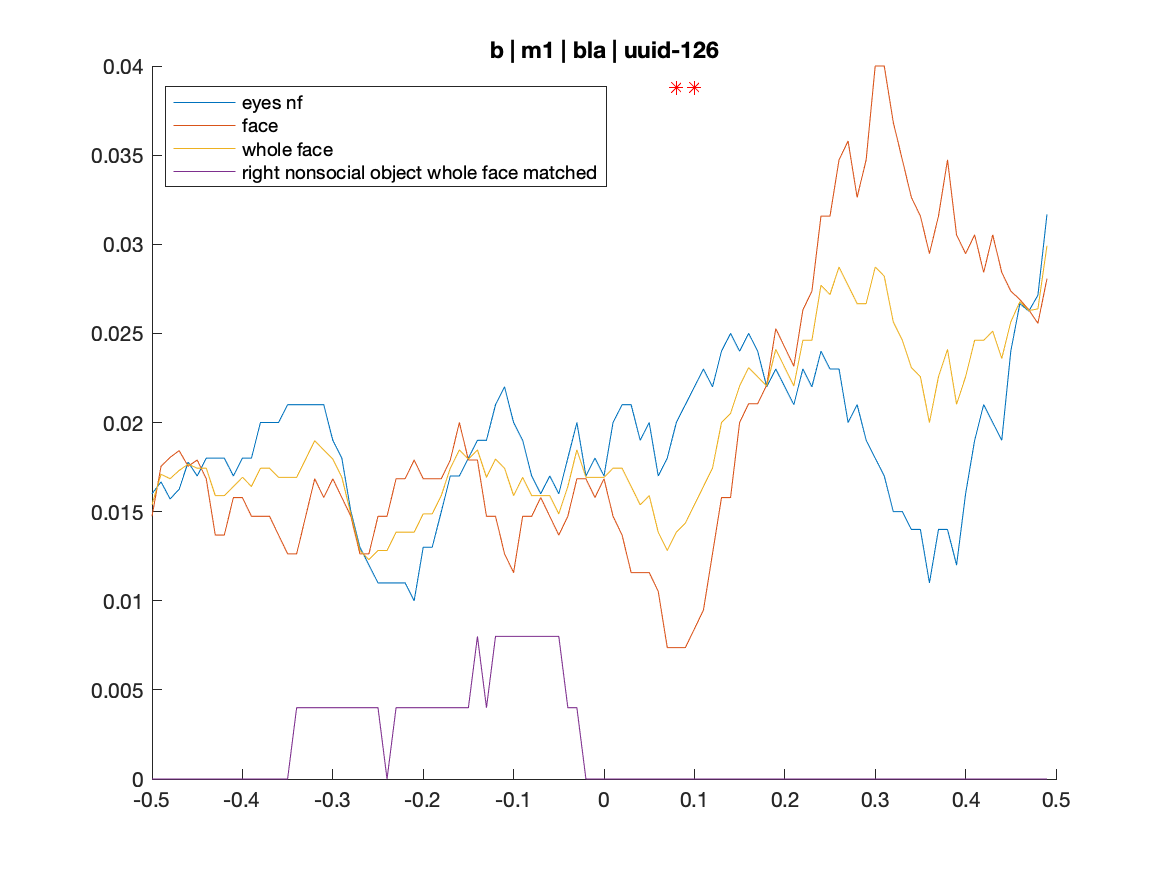 b | m1 | bla | uuid-126
0.04
eyes nf
face
whole face
right nonsocial object whole face matched
0.035
0.03
0.025
0.02
0.015
0.01
0.005
0
-0.5 -0.4 -0.3 -0.2 -0.1 0 0.1 0.2 0.3 0.4 0.5